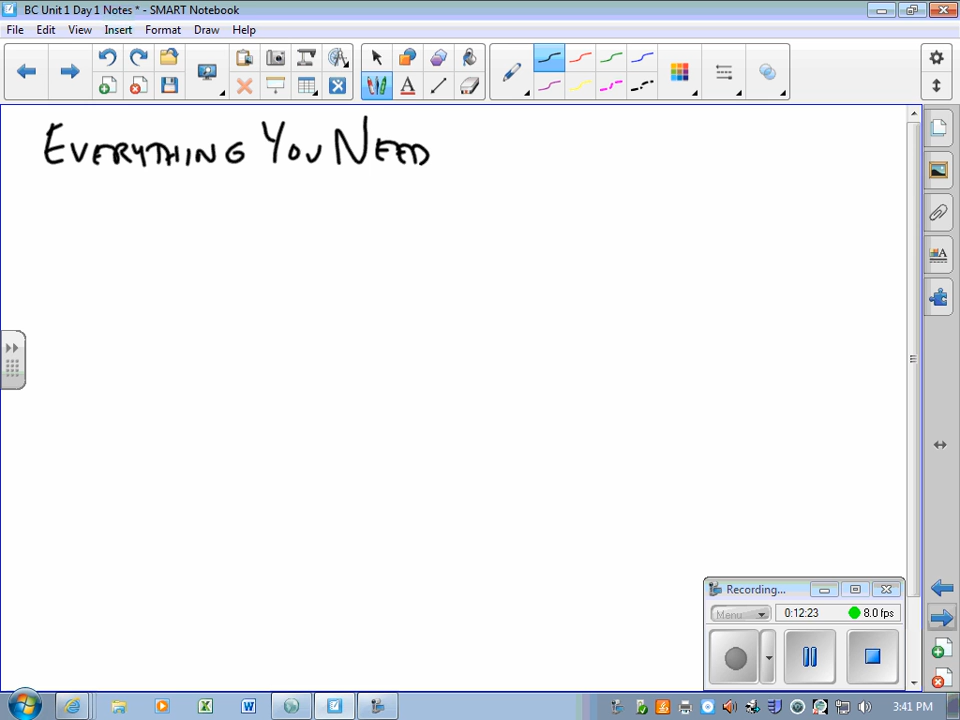 BC Unit 1 Day 1 Notes * - SMART Notebook
File Edit View Insert Format Draw Help
EVERYTHING YOU NEED
Recording...
Menu 0:12:23 8.0 fps
3:41 PM